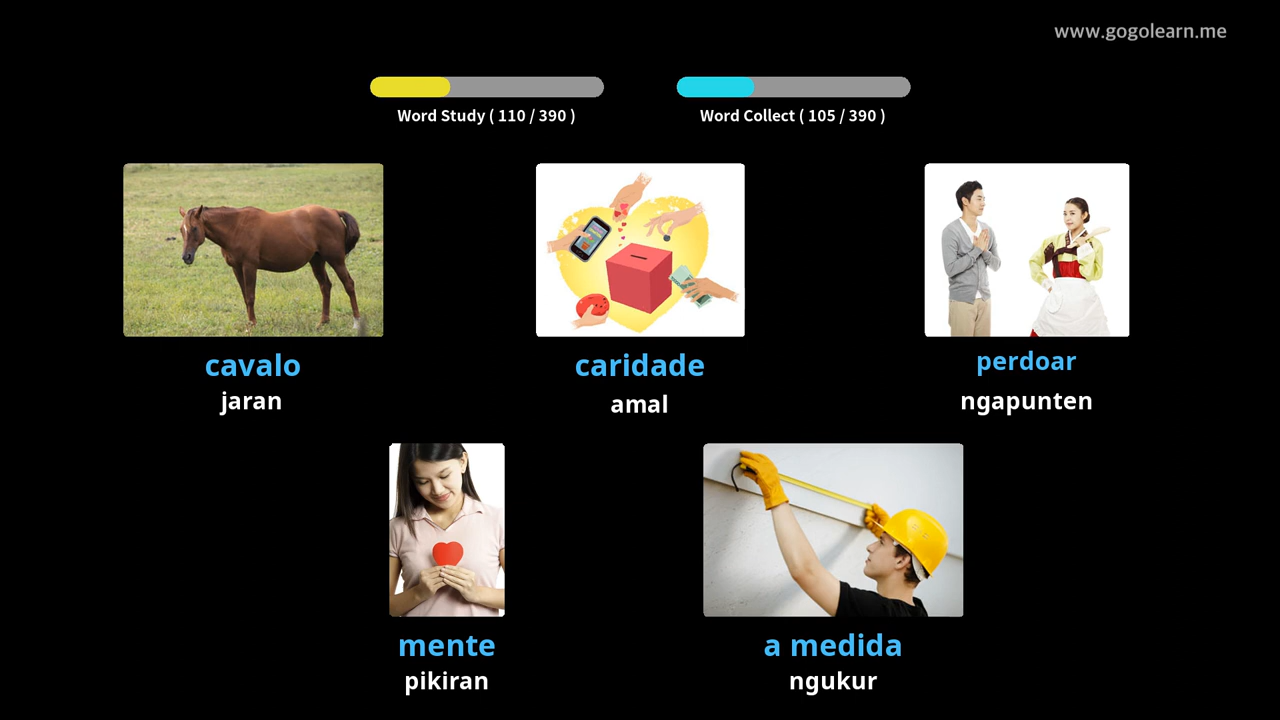 www.gogolearn.me
Word Study ( 110 / 390 )
Word Collect ( 105 / 390 )
cavalo
jaran
caridade
amal
perdoar
ngapunten
mente
pikiran
a medida
ngukur